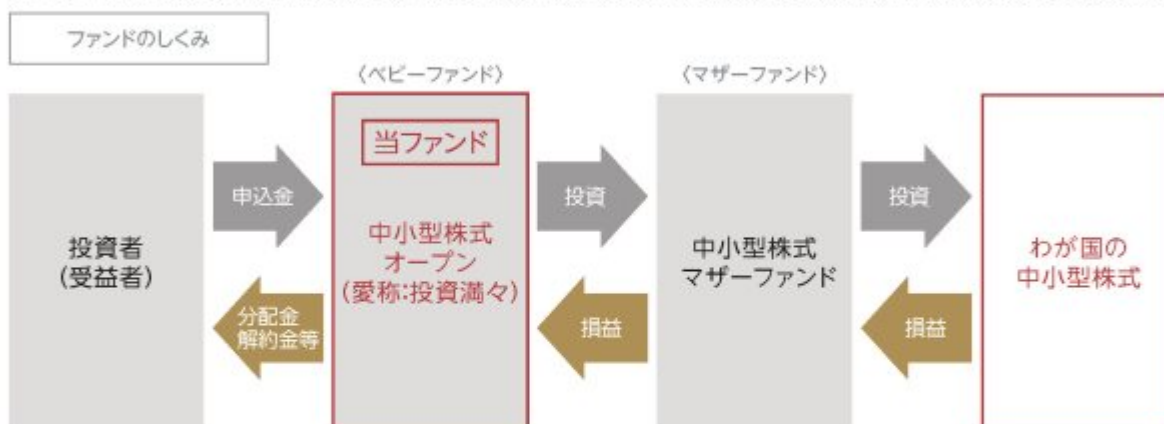 ファンドのしくみ
〈ベビーファンド〉
〈マザーファンド〉
投資者
(受益者)
申込金
分配金
解約金等
当ファンド
中小型株式
オープン
(愛称:投資満々)
投資
損益
中小型株式
マザーファンド
投資
損益
わが国の
中小型株式